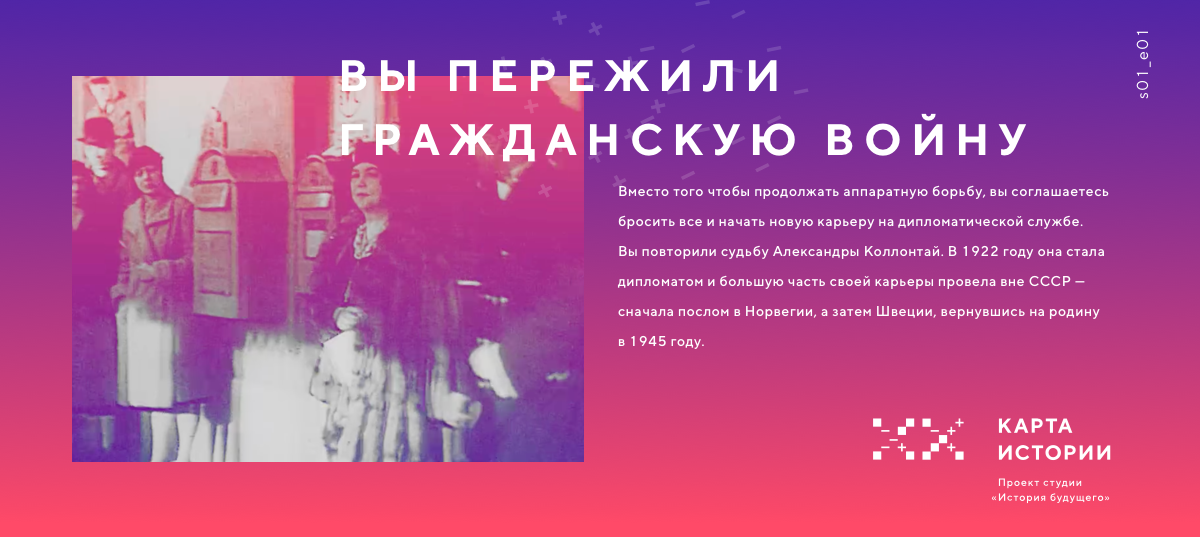 ВЫ ПЕРЕЖИЛИ
ГРАЖДАНСКУЮ ВОЙНУ
s01_e01
Вместо того чтобы продолжать аппаратную борьбу, вы соглашаетесь
бросить все и начать новую карьеру на дипломатической службе.
Вы повторили судьбу Александры Коллонтай. В 1922 году она стала
дипломатом и большую часть своей карьеры провела вне СССР —
сначала послом в Норвегии, а затем Швеции, вернувшись на родину
в 1945 году.
КАРТА
ИСТОРИИ
Проект студии
«История будущего»